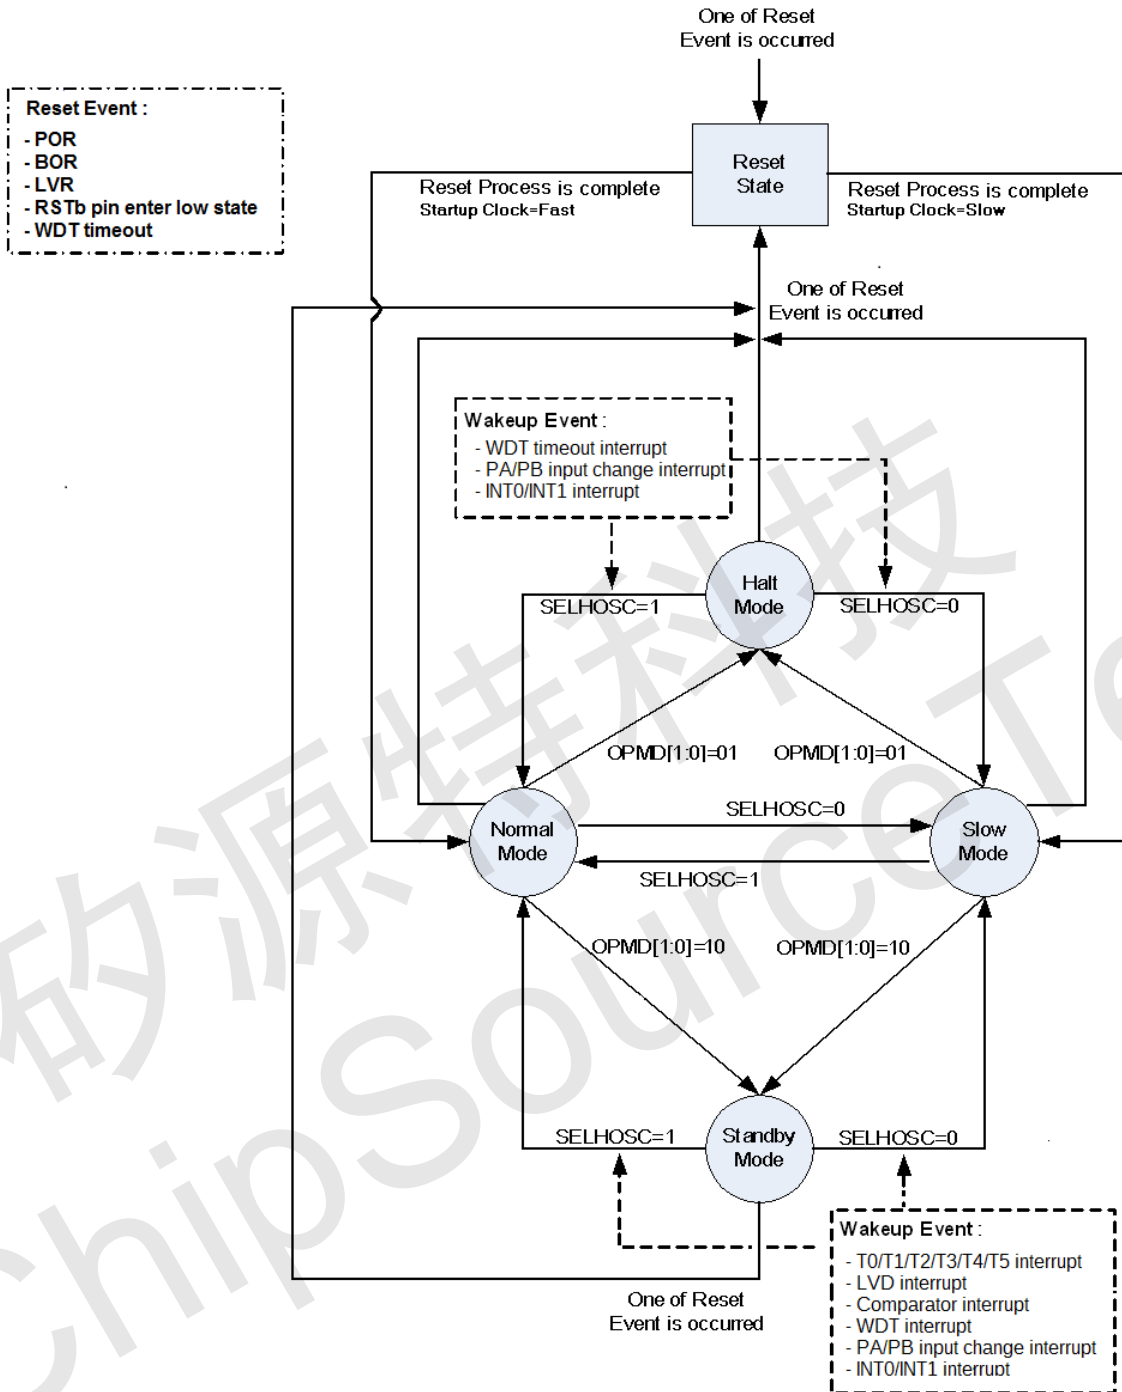 One of Reset
Event is occurred
Reset Event :
- POR
- BOR
- LVR
- RSTb pin enter low state
- WDT timeout
Reset
State
Reset Process is complete
Startup Clock=Fast
Reset Process is complete
Startup Clock=Slow
One of Reset
Event is occurred
Wakeup Event :
- WDT timeout interrupt
- PA/PB input change interrupt
- INT0/INT1 interrupt
Halt
Mode
SELHOSC=1
SELHOSC=0
OPMD[1:0]=01
OPMD[1:0]=01
SELHOSC=0
Normal
Mode
Slow
Mode
SELHOSC=1
OPMD[1:0]=10
OPMD[1:0]=10
SELHOSC=1
Standby
Mode
SELHOSC=0
Wakeup Event :
- T0/T1/T2/T3/T4/T5 interrupt
- LVD interrupt
- Comparator interrupt
- WDT interrupt
- PA/PB input change interrupt
- INT0/INT1 interrupt
One of Reset
Event is occurred
矽源特科技
ChipSourceTe